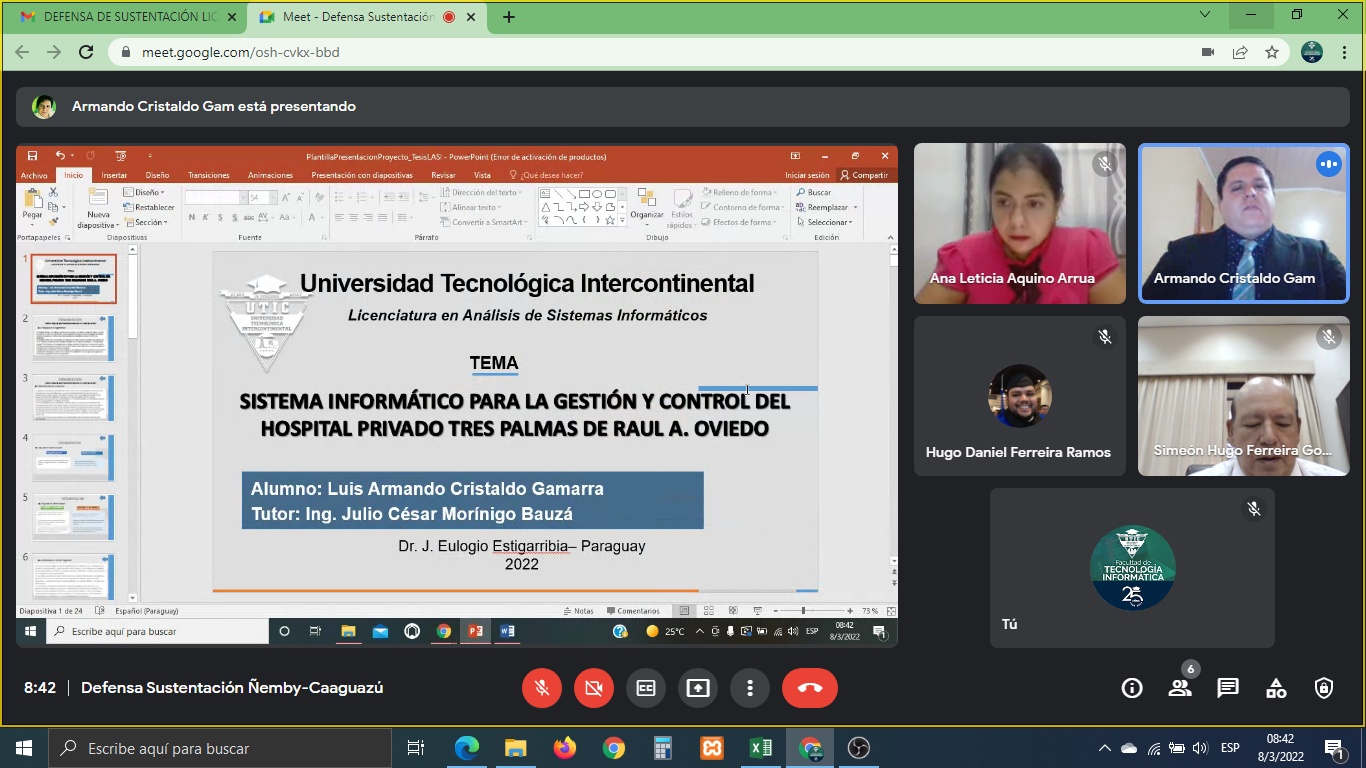 DEFENSA DE SUSTENTACIÓN LIC
Meet - Defensa Sustentación
meet.google.com/osh-cvkx-bbd
Armando Cristaldo Gam está presentando
PlantillaPresentacionProyecto_TesisLASI - PowerPoint (Error de activación de productos)
Archivo Inicio Insertar Diseño Transiciones Animaciones Presentación con diapositivas Revisar Vista ¿Qué desea hacer? Iniciar sesión Compartir
Pegar
Nueva diapositiva
Diseño
Restablecer
Sección
54
N K S S abc AV Aa A
Dirección del texto
Alinear texto
Convertir a SmartArt
Organizar
Estilos rápidos
Relleno de forma
Contorno de forma
Efectos de forma
Buscar
Reemplazar
Seleccionar
Portapapeles Diapositivas Fuente Párrafo Dibujo Edición
1
2
3
4
5
6
UTIC
UNIVERSIDAD
TECNOLÓGICA
INTERCONTINENTAL
Universidad Tecnológica Intercontinental
Licenciatura en Análisis de Sistemas Informáticos
TEMA
SISTEMA INFORMÁTICO PARA LA GESTIÓN Y CONTROL DEL
HOSPITAL PRIVADO TRES PALMAS DE RAUL A. OVIEDO
Alumno: Luis Armando Cristaldo Gamarra
Tutor: Ing. Julio César Morínigo Bauzá
Dr. J. Eulogio Estigarribia– Paraguay
2022
Diapositiva 1 de 24 Español (Paraguay) Notas Comentarios 73 %
Escribe aquí para buscar
25°C ESP
08:42
8/3/2022
1
Ana Leticia Aquino Arrua
Armando Cristaldo Gam
Hugo Daniel Ferreira Ramos
Simeón Hugo Ferreira Go...
Facultad de
TECNOLOGÍA
INFORMÁTICA
25
Tú
8:42 | Defensa Sustentación Ñemby-Caaguazú
6
Escribe aquí para buscar
ESP
08:42
8/3/2022
1